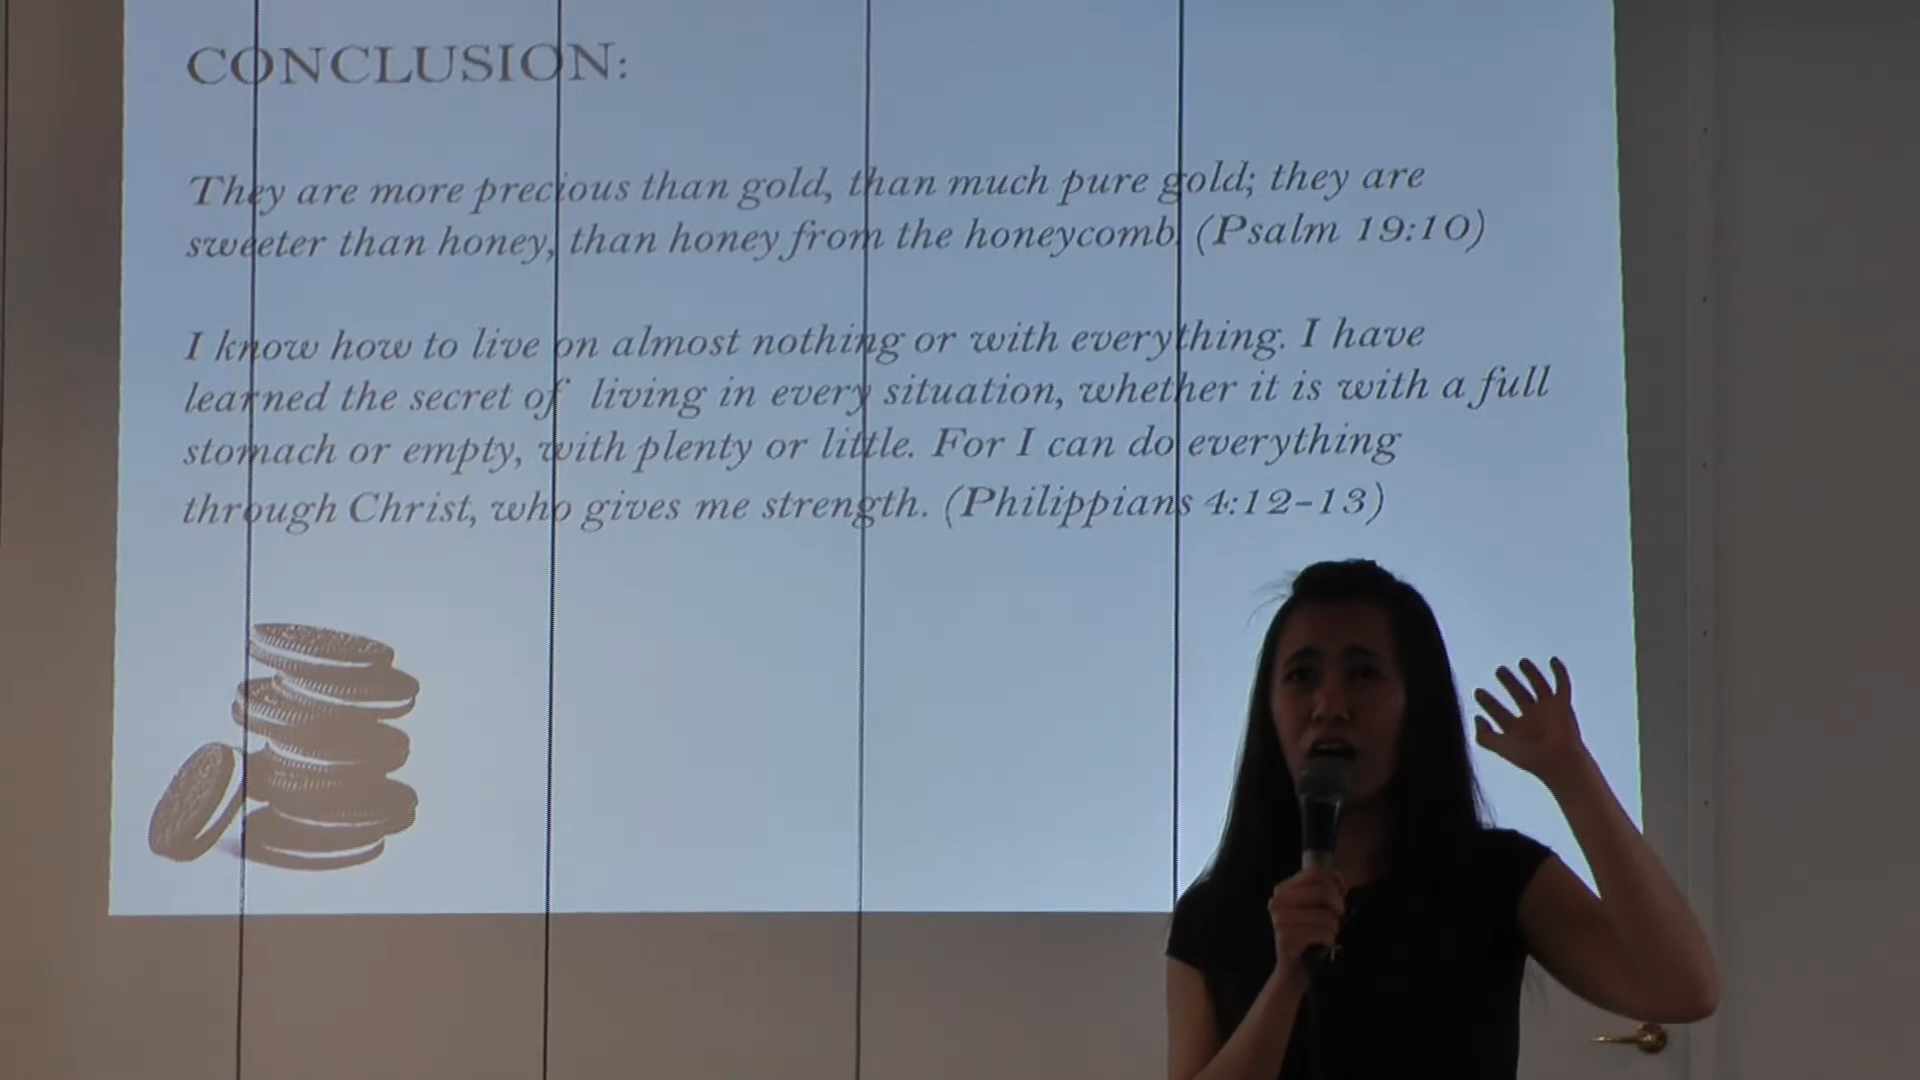 CONCLUSION:
They are more precious than gold, than much pure gold; they are
sweeter than honey, than honey from the honeycomb. (Psalm 19:10)
I know how to live on almost nothing or with everything. I have
learned the secret of living in every situation, whether it is with a full
stomach or empty, with plenty or little. For I can do everything
through Christ, who gives me strength. (Philippians 4:12-13)